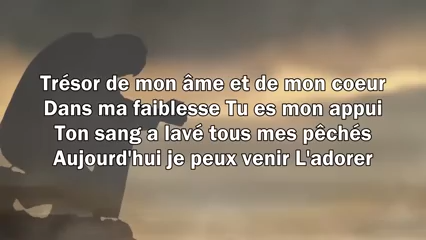 Trésor de mon âme et de mon coeur
Dans ma faiblesse Tu es mon appui
Ton sang a lavé tous mes pêchés
Aujourd'hui je peux venir L'adorer